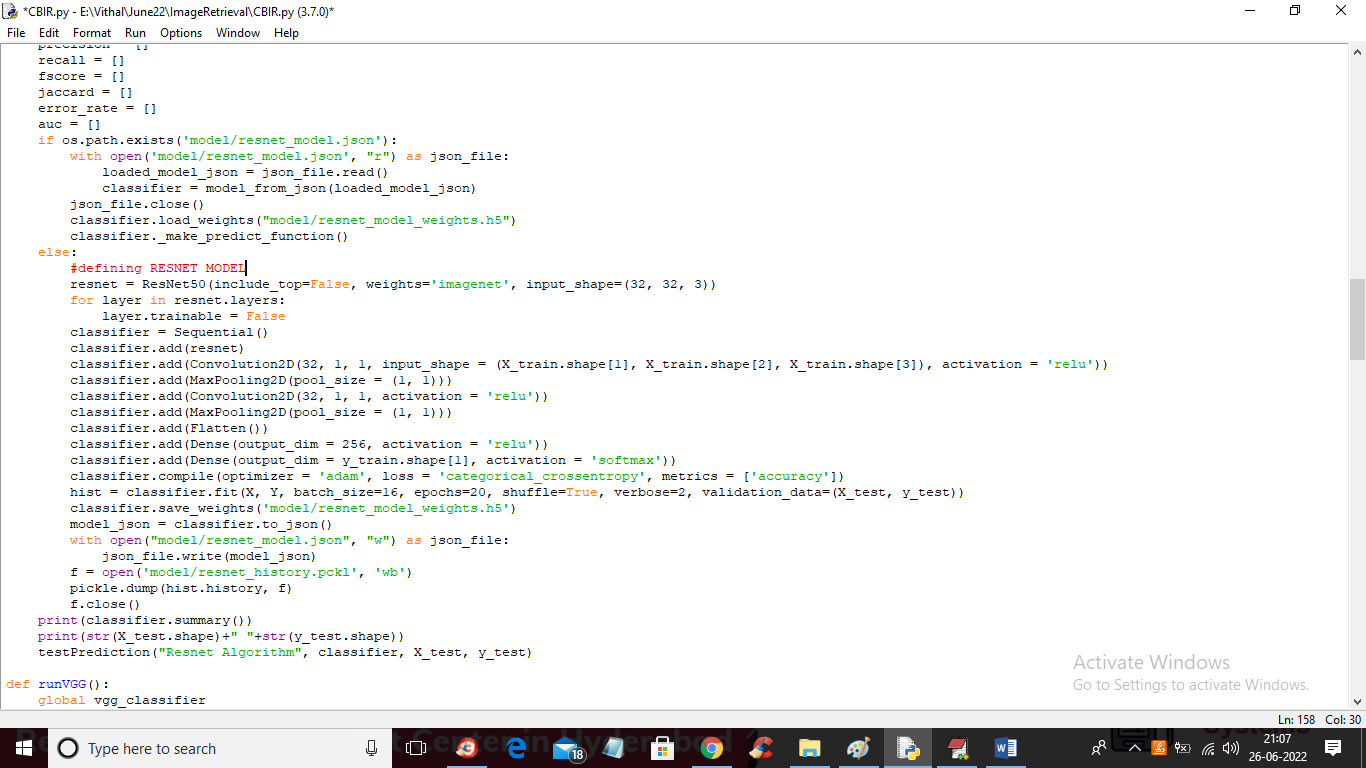 *CBIR.py - E:\Vithal\June22\ImageRetrieval\CBIR.py (3.7.0)*
File Edit Format Run Options Window Help
precision = []
recall = []
fscore = []
jaccard = []
error_rate = []
auc = []
if os.path.exists('model/resnet_model.json'):
with open('model/resnet_model.json', "r") as json_file:
loaded_model_json = json_file.read()
classifier = model_from_json(loaded_model_json)
json_file.close()
classifier.load_weights("model/resnet_model_weights.h5")
classifier._make_predict_function()
else:
#defining RESNET MODEL
resnet = ResNet50(include_top=False, weights='imagenet', input_shape=(32, 32, 3))
for layer in resnet.layers:
layer.trainable = False
classifier = Sequential()
classifier.add(resnet)
classifier.add(Convolution2D(32, 1, 1, input_shape = (X_train.shape[1], X_train.shape[2], X_train.shape[3]), activation = 'relu'))
classifier.add(MaxPooling2D(pool_size = (1, 1)))
classifier.add(Convolution2D(32, 1, 1, activation = 'relu'))
classifier.add(MaxPooling2D(pool_size = (1, 1)))
classifier.add(Flatten())
classifier.add(Dense(output_dim = 256, activation = 'relu'))
classifier.add(Dense(output_dim = y_train.shape[1], activation = 'softmax'))
classifier.compile(optimizer = 'adam', loss = 'categorical_crossentropy', metrics = ['accuracy'])
hist = classifier.fit(X, Y, batch_size=16, epochs=20, shuffle=True, verbose=2, validation_data=(X_test, y_test))
classifier.save_weights('model/resnet_model_weights.h5')
model_json = classifier.to_json()
with open("model/resnet_model.json", "w") as json_file:
json_file.write(model_json)
f = open('model/resnet_history.pckl', 'wb')
pickle.dump(hist.history, f)
f.close()
print(classifier.summary())
print(str(X_test.shape)+" "+str(y_test.shape))
testPrediction("Resnet Algorithm", classifier, X_test, y_test)
def runVGG():
global vgg_classifier
Activate Windows
Go to Settings to activate Windows.
Ln: 158 Col: 30
Type here to search
18
21:07
26-06-2022